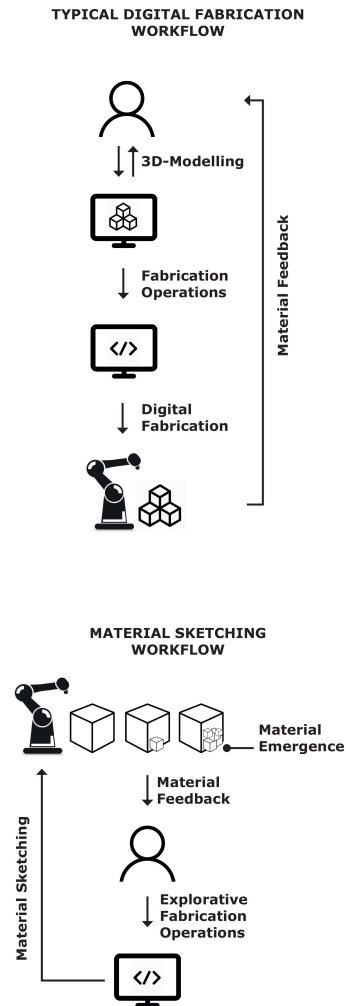 TYPICAL DIGITAL FABRICATION
WORKFLOW
3D-Modelling
Fabrication
Operations
Material Feedback
</>
Digital
Fabrication
MATERIAL SKETCHING
WORKFLOW
Material
Emergence
Material
Feedback
Material Sketching
Explorative
Fabrication
Operations
</>